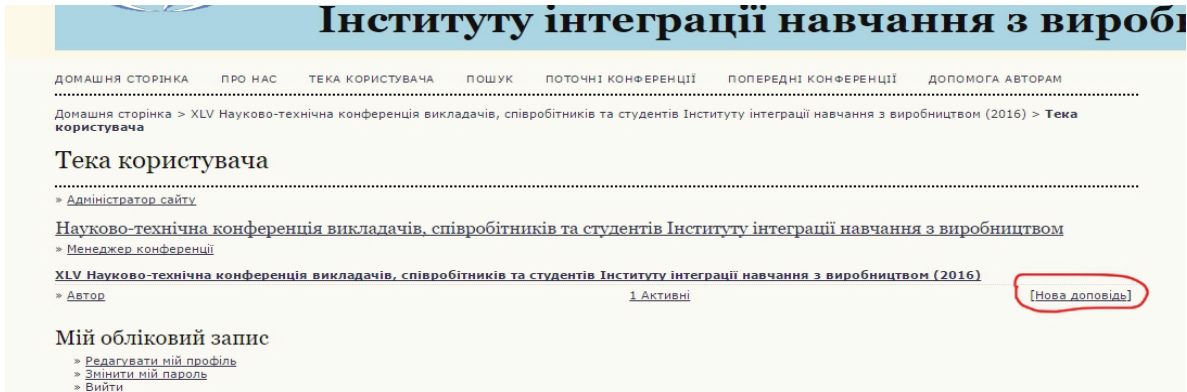 Інституту інтеграції навчання з
ДОМАШНЯ СТОРІНКА ПРО НАС ТЕКА КОРИСТУВАЧА ПОШУК ПОТОЧНІ КОНФЕРЕНЦІЇ ПОПЕРЕДНІ КОНФЕРЕНЦІЇ ДОПОМОГА АВТОРАМ
Домашня сторінка > XLV Науково-технічна конференція викладачів, співробітників та студентів Інституту інтеграції навчання з виробництвом (2016) > Тека
користувача
Тека користувача
» Адміністратор сайту
Науково-технічна конференція викладачів, співробітників та студентів Інституту інтеграції навчання з виробництвом
» Менеджер конференції
XLV Науково-технічна конференція викладачів, співробітників та студентів Інституту інтеграції навчання з виробництвом (2016)
» Автор 1 Активні [Нова доповідь]
Мій обліковий запис
» Редагувати мій профіль
» Змінити мій пароль
» Вийти